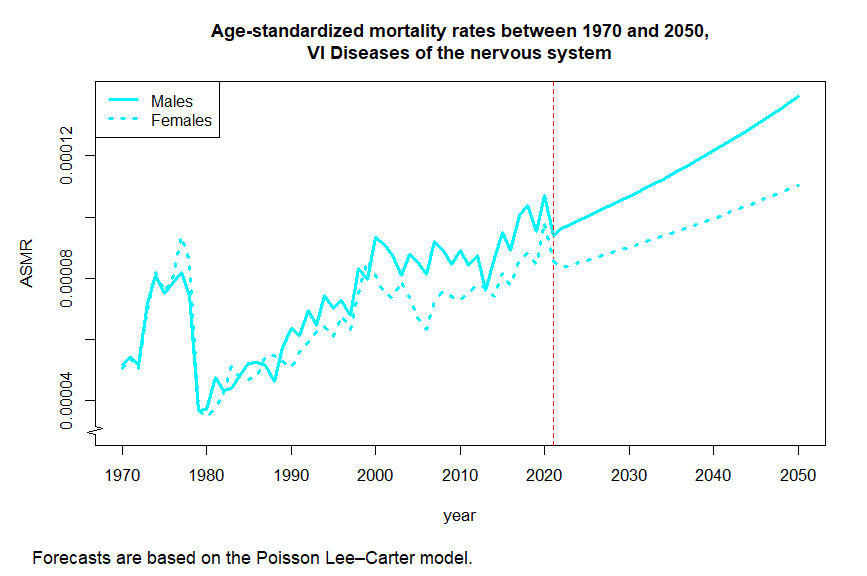 Age-standardized mortality rates between 1970 and 2050,
VI Diseases of the nervous system
Males
Females
ASMR
0.00012
0.00008
0.00004
1970 1980 1990 2000 2010 2020 2030 2040 2050
year
Forecasts are based on the Poisson Lee–Carter model.